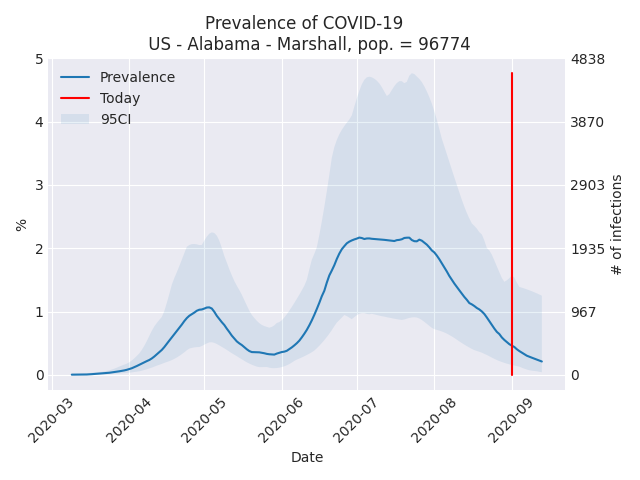 Prevalence of COVID-19
US - Alabama - Marshall, pop. = 96774
Prevalence
Today
95CI
5
4
3
2
1
0
%
4838
3870
2903
1935
967
0
# of infections
2020-03
2020-04
2020-05
2020-06
2020-07
2020-08
2020-09
Date